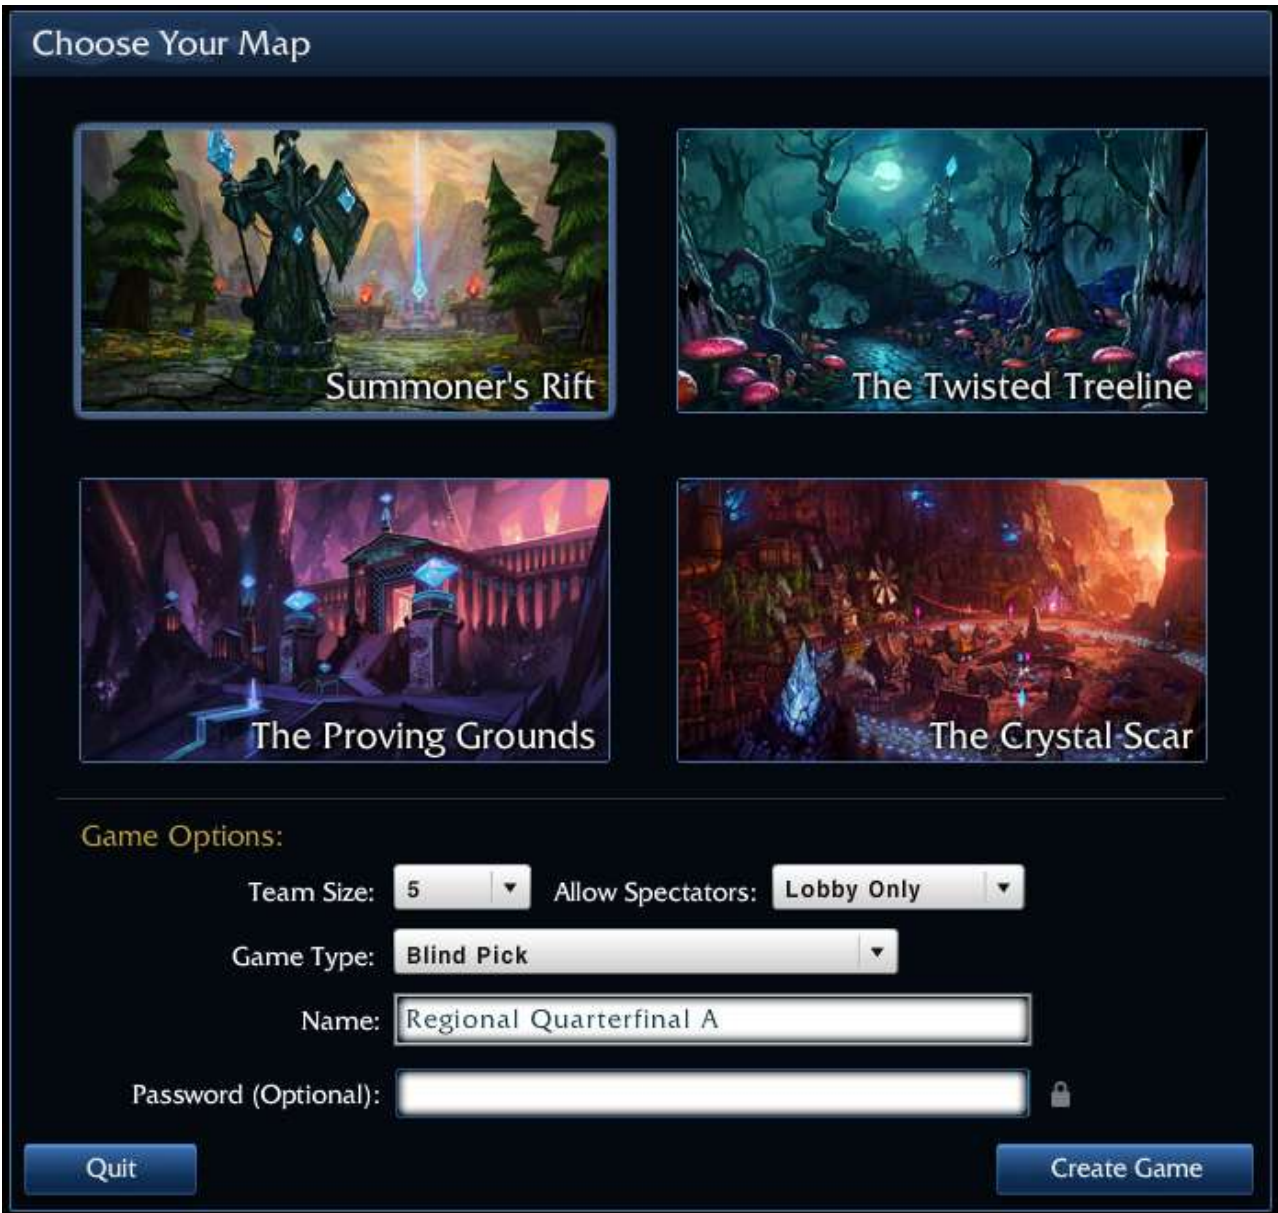 Choose Your Map
Summoner's Rift
The Twisted Treeline
The Proving Grounds
The Crystal Scar
Game Options:
Team Size: 5 Allow Spectators: Lobby Only
Game Type: Blind Pick
Name: Regional Quarterfinal A
Password (Optional):
Quit Create Game